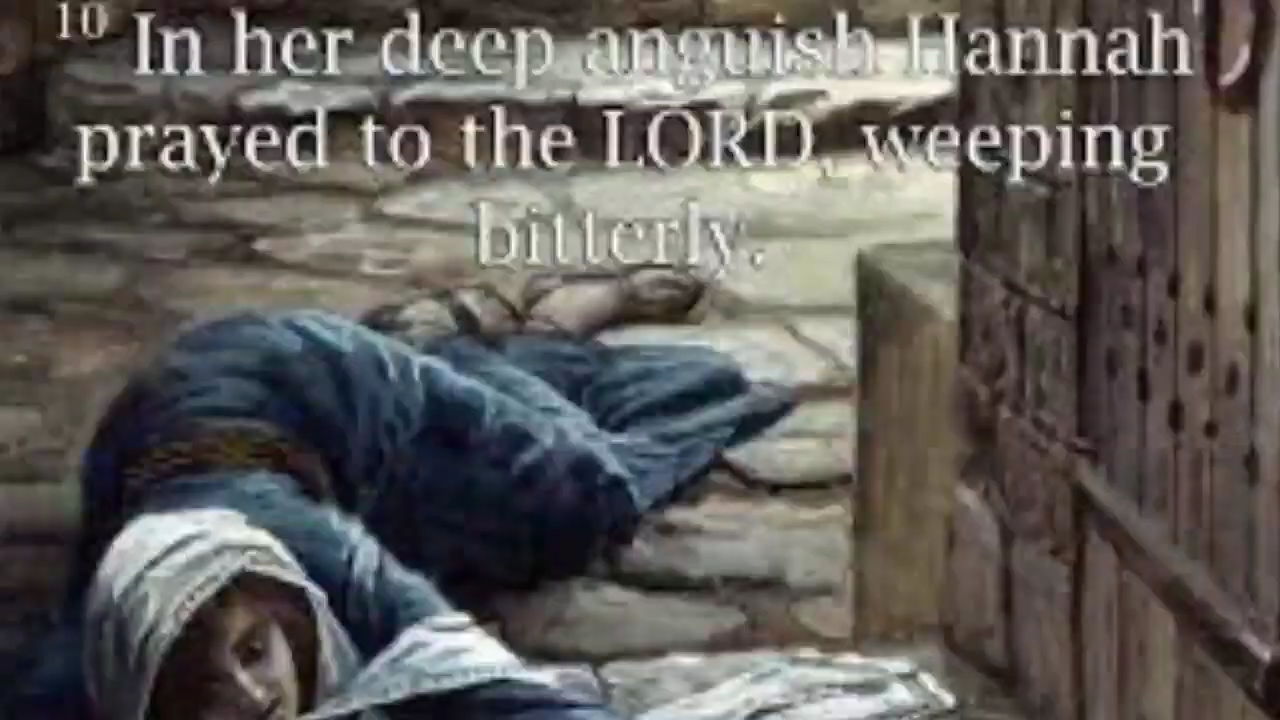 10 In her deep anguish Hannah
prayed to the LORD, weeping
bitterly.